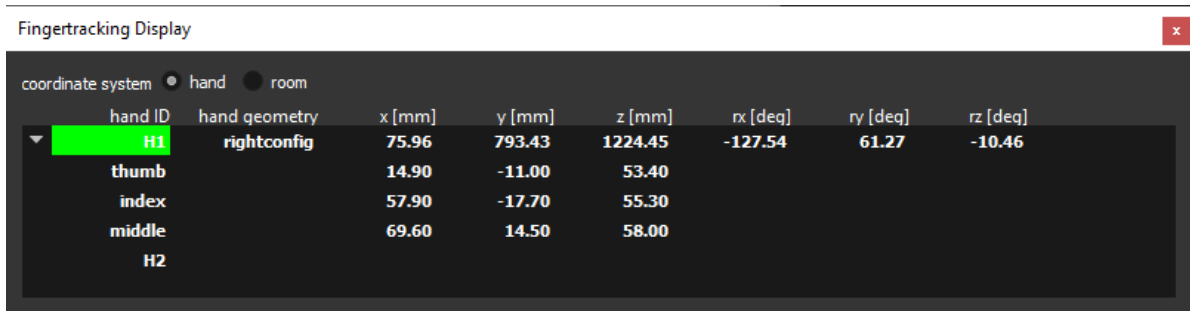 Fingertracking Display
x
coordinate system hand room
hand ID hand geometry x [mm] y [mm] z [mm] rx [deg] ry [deg] rz [deg]
H1 rightconfig 75.96 793.43 1224.45 -127.54 61.27 -10.46
thumb 14.90 -11.00 53.40
index 57.90 -17.70 55.30
middle 69.60 14.50 58.00
H2